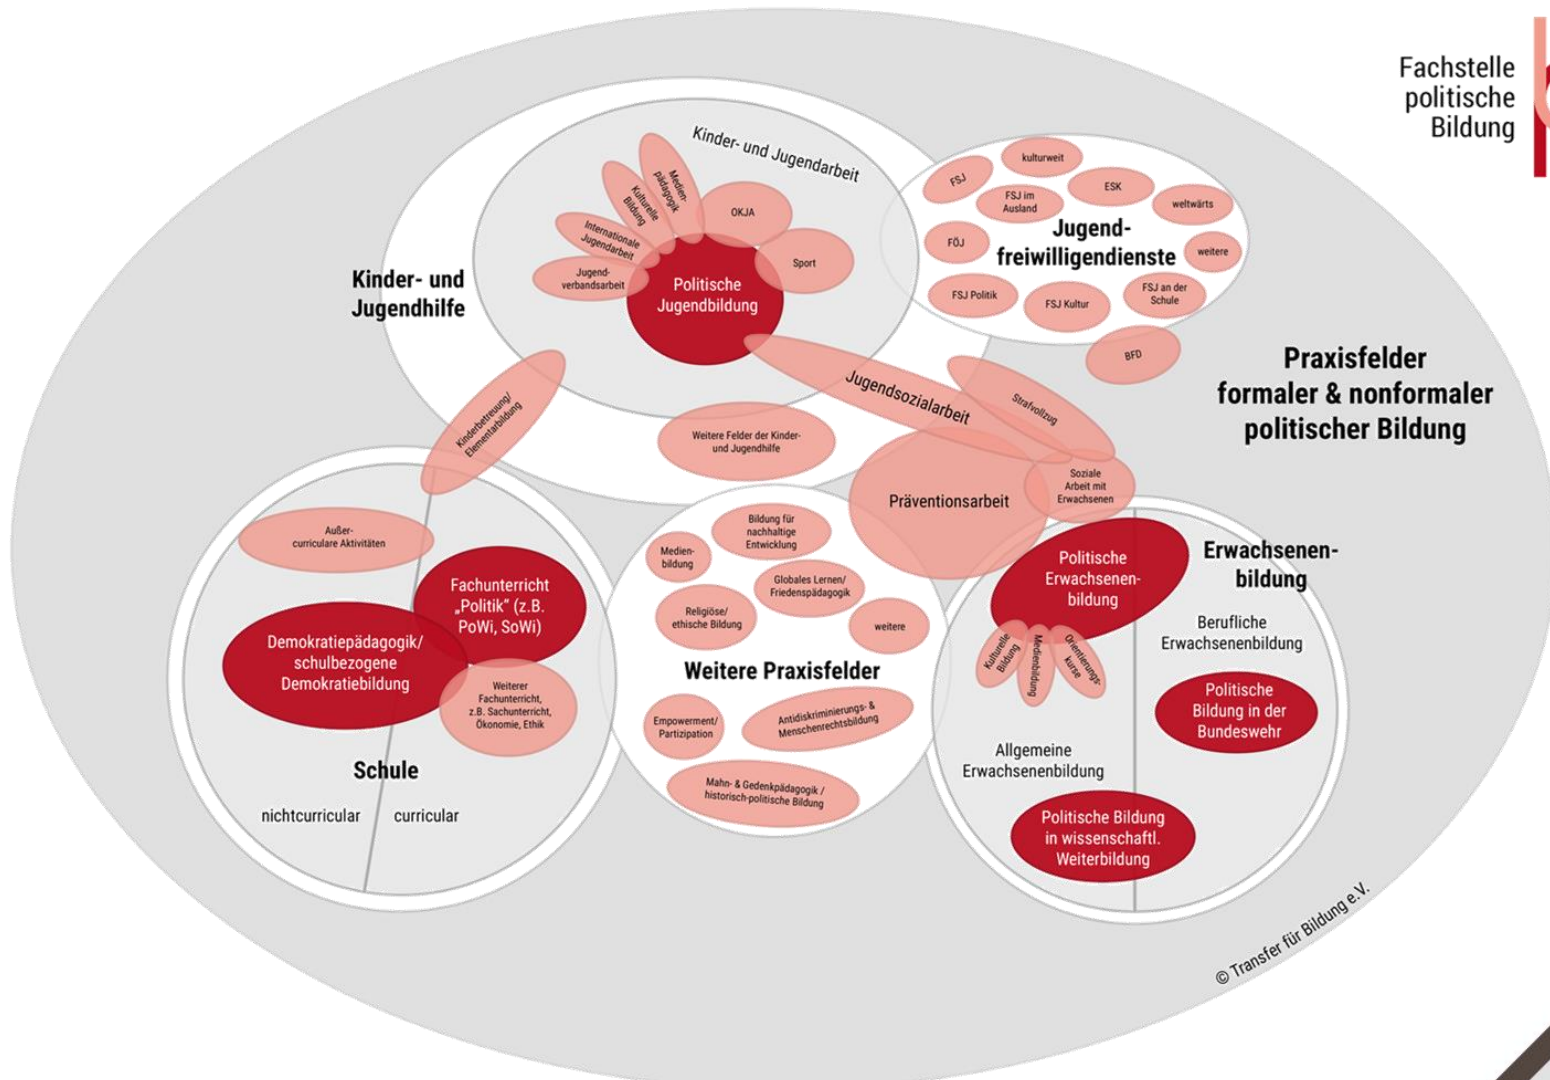 Fachstelle
politische
Bildung
Kinder- und Jugendarbeit
Medien-
pädagogik
Kulturelle
Bildung
Internationale
Jugendarbeit
Jugend-
verbandsarbeit
OKJA
Sport
Politische
Jugendbildung
Kinder- und
Jugendhilfe
FSJ
kulturweit
FSJ im
Ausland
ESK
weltwärts
FÖJ
Jugend-
freiwilligendienste
weitere
FSJ Politik
FSJ Kultur
FSJ an der
Schule
BFD
Praxisfelder
formaler & nonformaler
politischer Bildung
Jugendsozialarbeit
Strafvollzug
Kinderbetreuung/
Elementarbildung
Weitere Felder der Kinder-
und Jugendhilfe
Präventionsarbeit
Soziale
Arbeit mit
Erwachsenen
Außer-
curriculare Aktivitäten
Fachunterricht
„Politik“ (z.B.
PoWi, SoWi)
Demokratiepädagogik/
schulbezogene
Demokratiebildung
Weiterer
Fachunterricht,
z.B. Sachunterricht,
Ökonomie, Ethik
Schule
nichtcurricular
curricular
Bildung für
nachhaltige
Entwicklung
Medien-
bildung
Globales Lernen/
Friedenspädagogik
Religiöse/
ethische Bildung
weitere
Weitere Praxisfelder
Empowerment/
Partizipation
Antidiskriminierungs- &
Menschenrechtsbildung
Mahn- & Gedenkpädagogik /
historisch-politische Bildung
Politische
Erwachsenen-
bildung
Erwachsenen-
bildung
Kulturelle
Bildung
Medienbildung
Orientierungs-
kurse
Berufliche
Erwachsenenbildung
Politische
Bildung in der
Bundeswehr
Allgemeine
Erwachsenenbildung
Politische Bildung
in wissenschaftl.
Weiterbildung
© Transfer für Bildung e.V.